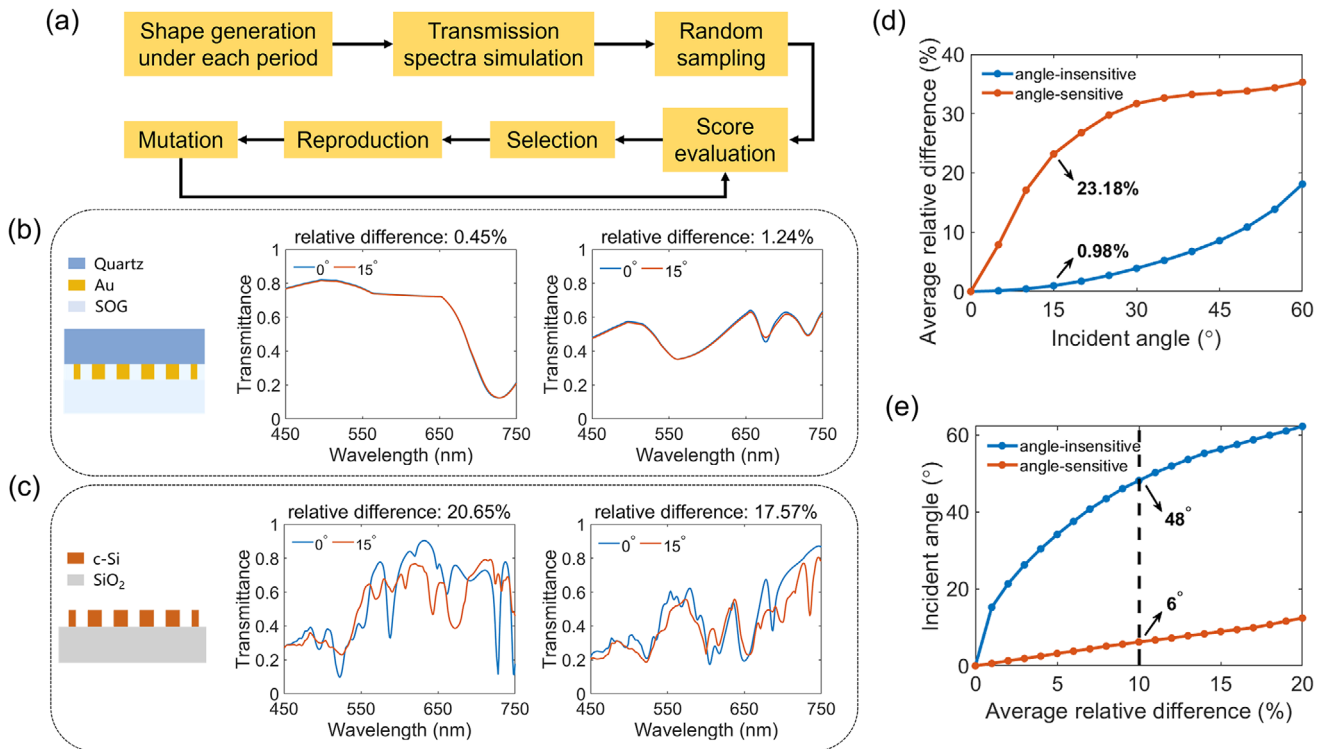 (a)
Shape generation
under each period
Transmission
spectra simulation
Random
sampling
Mutation
Reproduction
Selection
Score
evaluation
(b)
Quartz
Au
SOG
relative difference: 0.45%
0° 15°
1
0.8
0.6
0.4
0.2
0
Transmittance
450 550 650 750
Wavelength (nm)
relative difference: 1.24%
0° 15°
1
0.8
0.6
0.4
0.2
0
Transmittance
450 550 650 750
Wavelength (nm)
(c)
c-Si
SiO₂
relative difference: 20.65%
0° 15°
1
0.8
0.6
0.4
0.2
0
Transmittance
450 550 650 750
Wavelength (nm)
relative difference: 17.57%
0° 15°
1
0.8
0.6
0.4
0.2
0
Transmittance
450 550 650 750
Wavelength (nm)
(d)
angle-insensitive
angle-sensitive
23.18%
0.98%
40
30
20
10
0
Average relative difference (%)
0 15 30 45 60
Incident angle (°)
(e)
angle-insensitive
angle-sensitive
48°
6°
60
40
20
0
Incident angle (°)
0 5 10 15 20
Average relative difference (%)